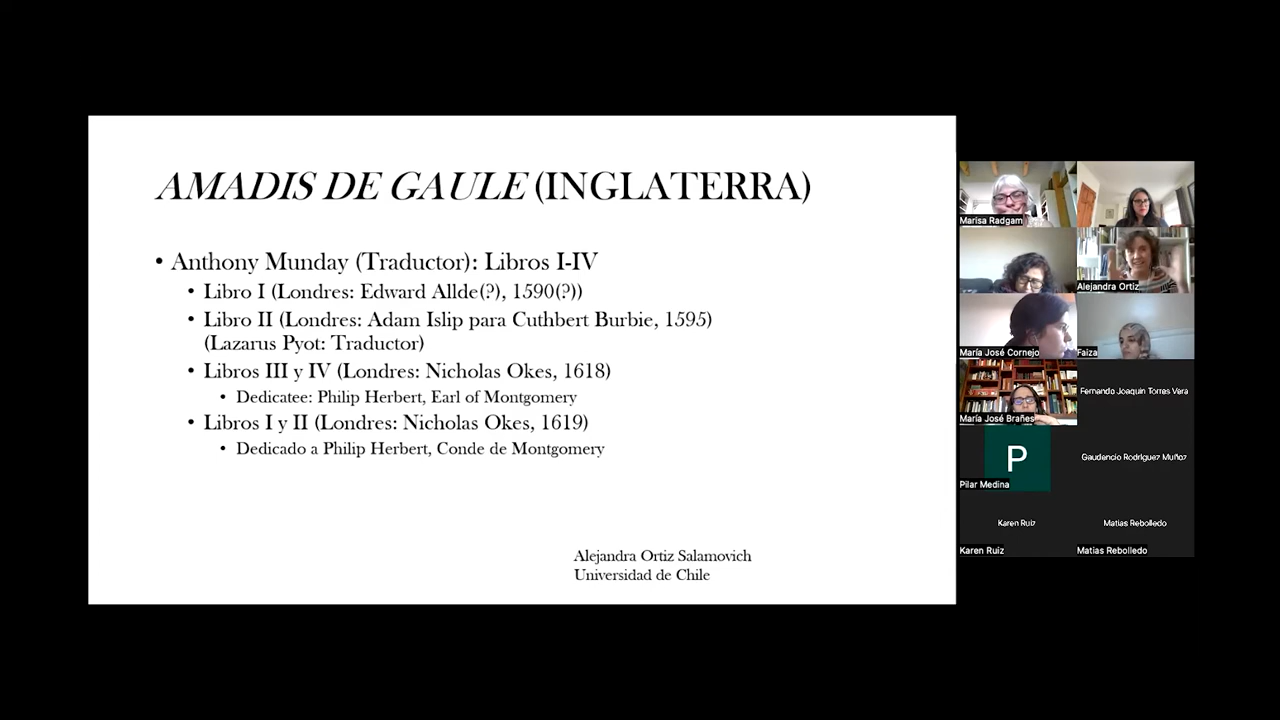 AMADIS DE GAULE (INGLATERRA)
• Anthony Munday (Traductor): Libros I-IV
• Libro I (Londres: Edward Allde(?), 1590(?))
• Libro II (Londres: Adam Islip para Cuthbert Burbie, 1595)
(Lazarus Pyot: Traductor)
• Libros III y IV (Londres: Nicholas Okes, 1618)
• Dedicatee: Philip Herbert, Earl of Montgomery
• Libros I y II (Londres: Nicholas Okes, 1619)
• Dedicado a Philip Herbert, Conde de Montgomery
Alejandra Ortiz Salamovich
Universidad de Chile
Marisa Radgam
Alejandra Ortiz
María José Cornejo
Faiza
María José Brañes
Fernando Joaquin Torres Vera
P
Pilar Medina
Gaudencio Rodríguez Muñoz
Karen Ruiz
Karen Ruiz
Matias Rebolledo
Matias Rebolledo